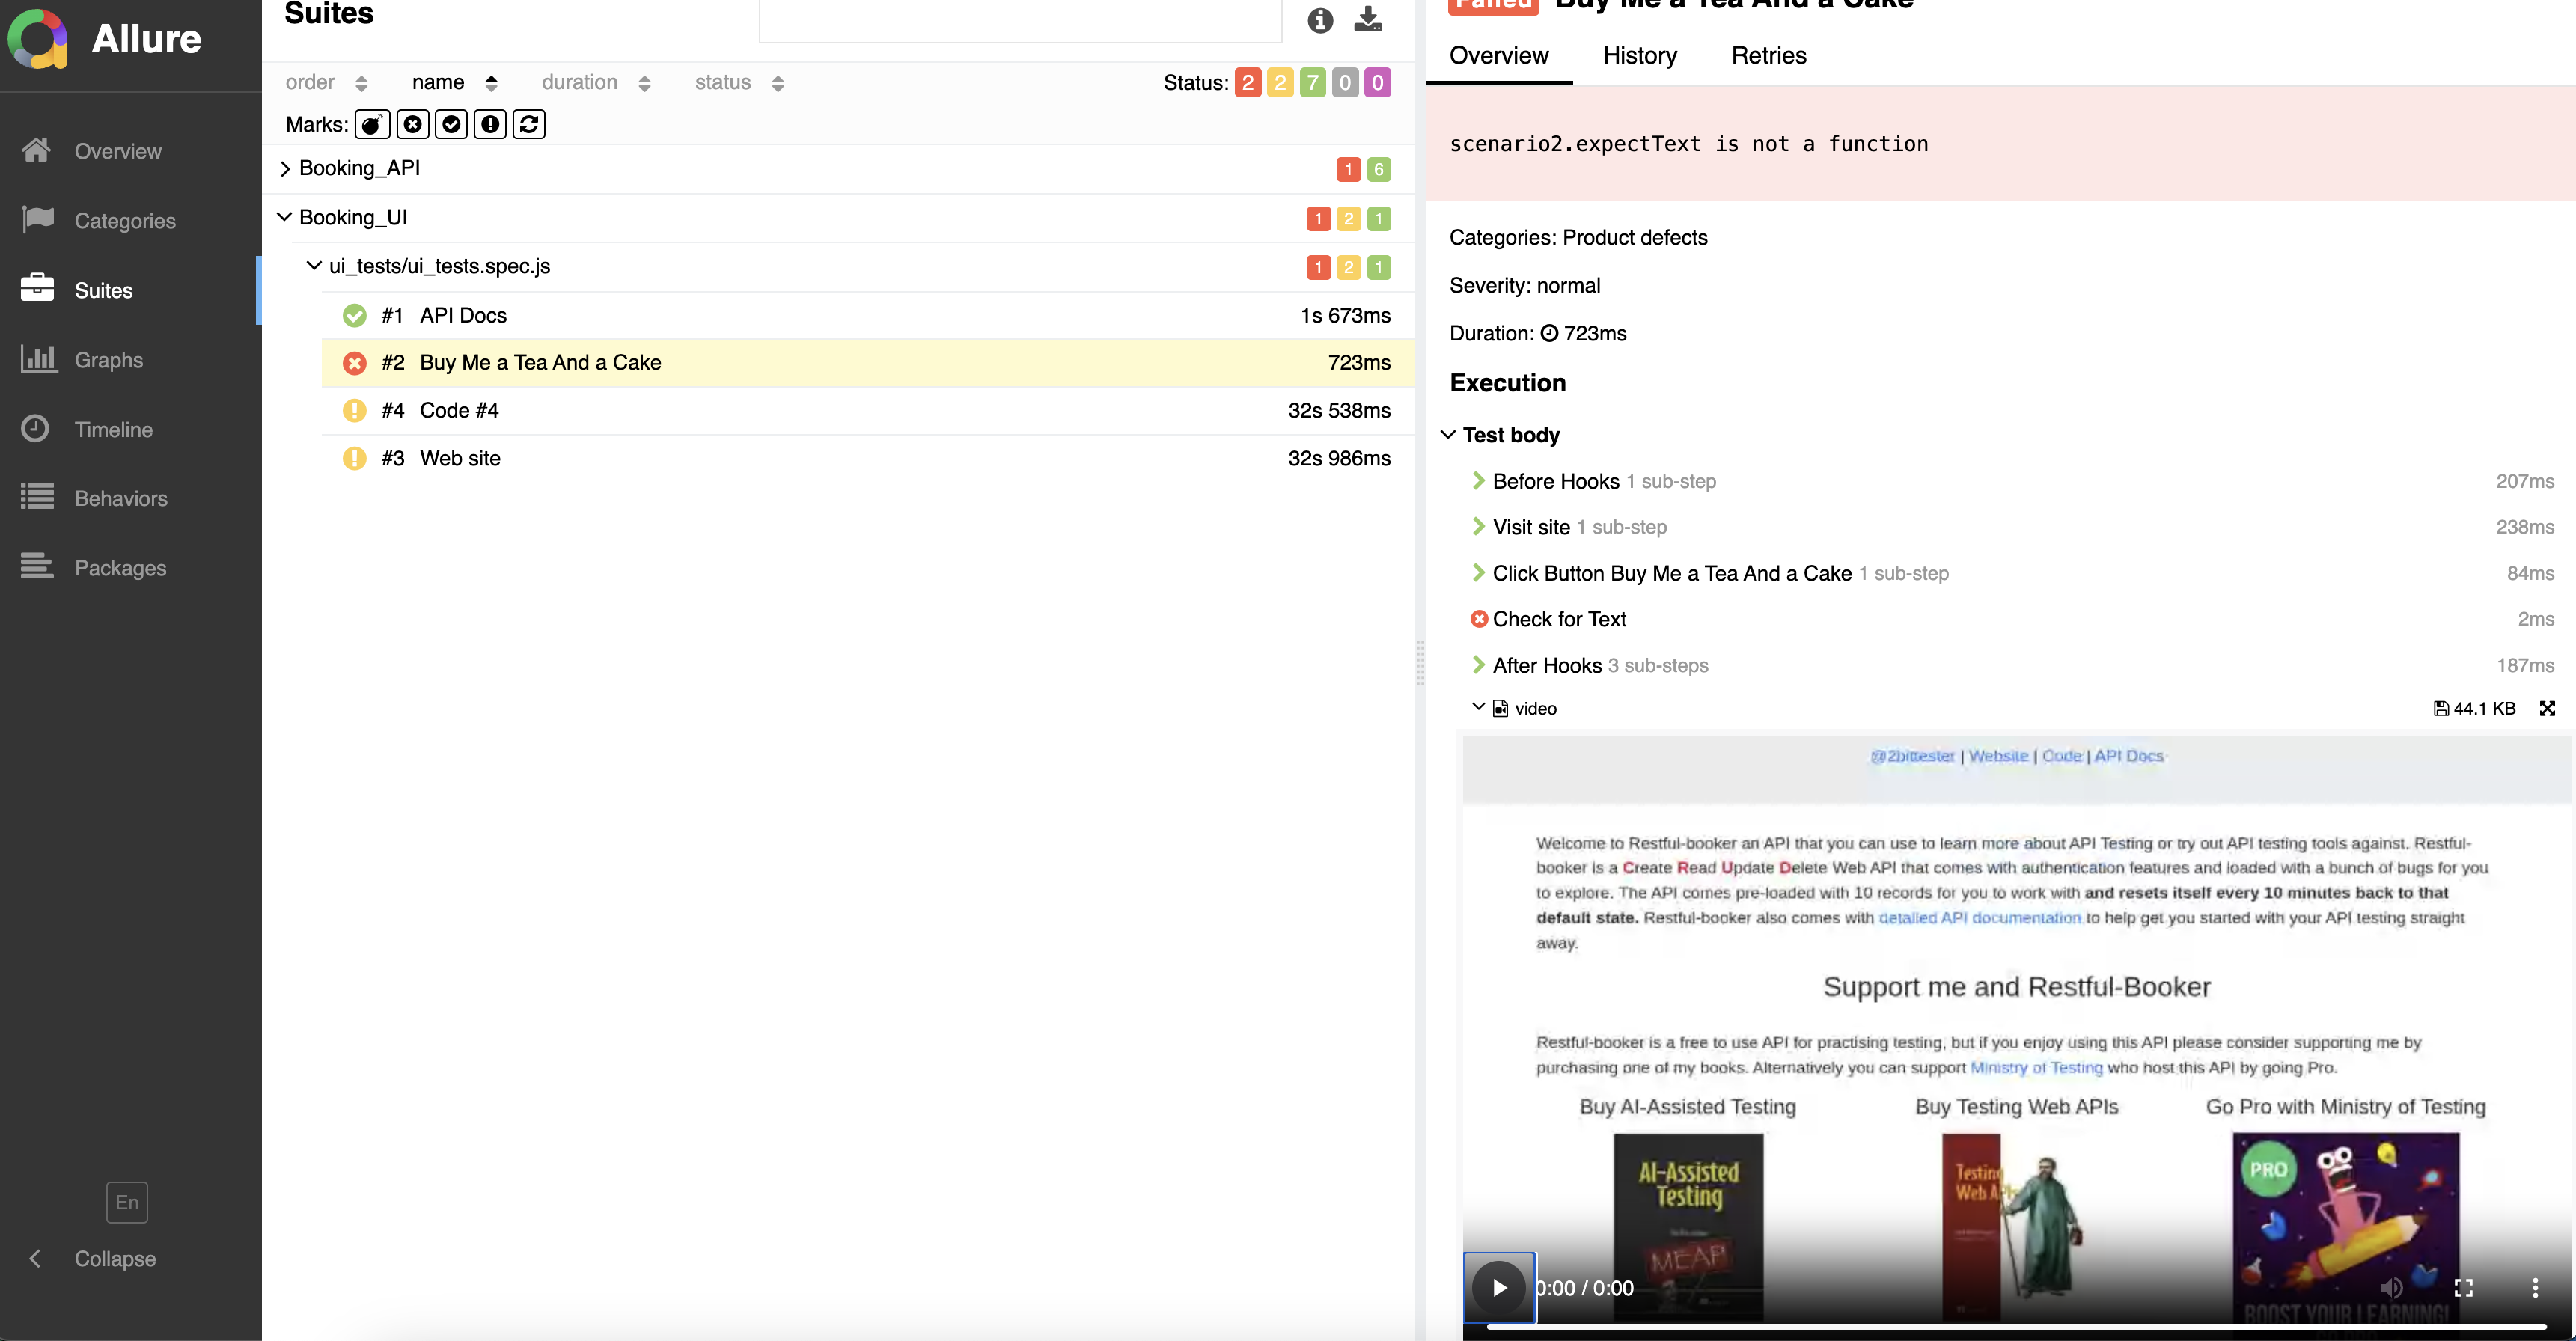 Allure
Overview
Categories
Suites
Graphs
Timeline
Behaviors
Packages
En
Collapse
Suites
order name duration status
Status: 2 2 7 0 0
Marks:
Booking_API 1 6
Booking_UI 1 2 1
ui_tests/ui_tests.spec.js 1 2 1
#1 API Docs 1s 673ms
#2 Buy Me a Tea And a Cake 723ms
#4 Code #4 32s 538ms
#3 Web site 32s 986ms
Failed Buy Me a Tea And a Cake
Overview History Retries
scenario2.expectText is not a function
Categories: Product defects
Severity: normal
Duration: 723ms
Execution
Test body
Before Hooks 1 sub-step 207ms
Visit site 1 sub-step 238ms
Click Button Buy Me a Tea And a Cake 1 sub-step 84ms
Check for Text 2ms
After Hooks 3 sub-steps 187ms
video 44.1 KB
@2bittester | Website | Code | API Docs
Welcome to Restful-booker an API that you can use to learn more about API Testing or try out API testing tools against. Restful-
booker is a Create Read Update Delete Web API that comes with authentication features and loaded with a bunch of bugs for you
to explore. The API comes pre-loaded with 10 records for you to work with and resets itself every 10 minutes back to that
default state. Restful-booker also comes with detailed API documentation to help get you started with your API testing straight
away.
Support me and Restful-Booker
Restful-booker is a free to use API for practising testing, but if you enjoy using this API please consider supporting me by
purchasing one of my books. Alternatively you can support Ministry of Testing who host this API by going Pro.
Buy AI-Assisted Testing
Buy Testing Web APIs
Go Pro with Ministry of Testing
AI-Assisted
Testing
MEAP
Testing
Web AP
PRO
BOOST YOUR LEARNING!
0:00 / 0:00